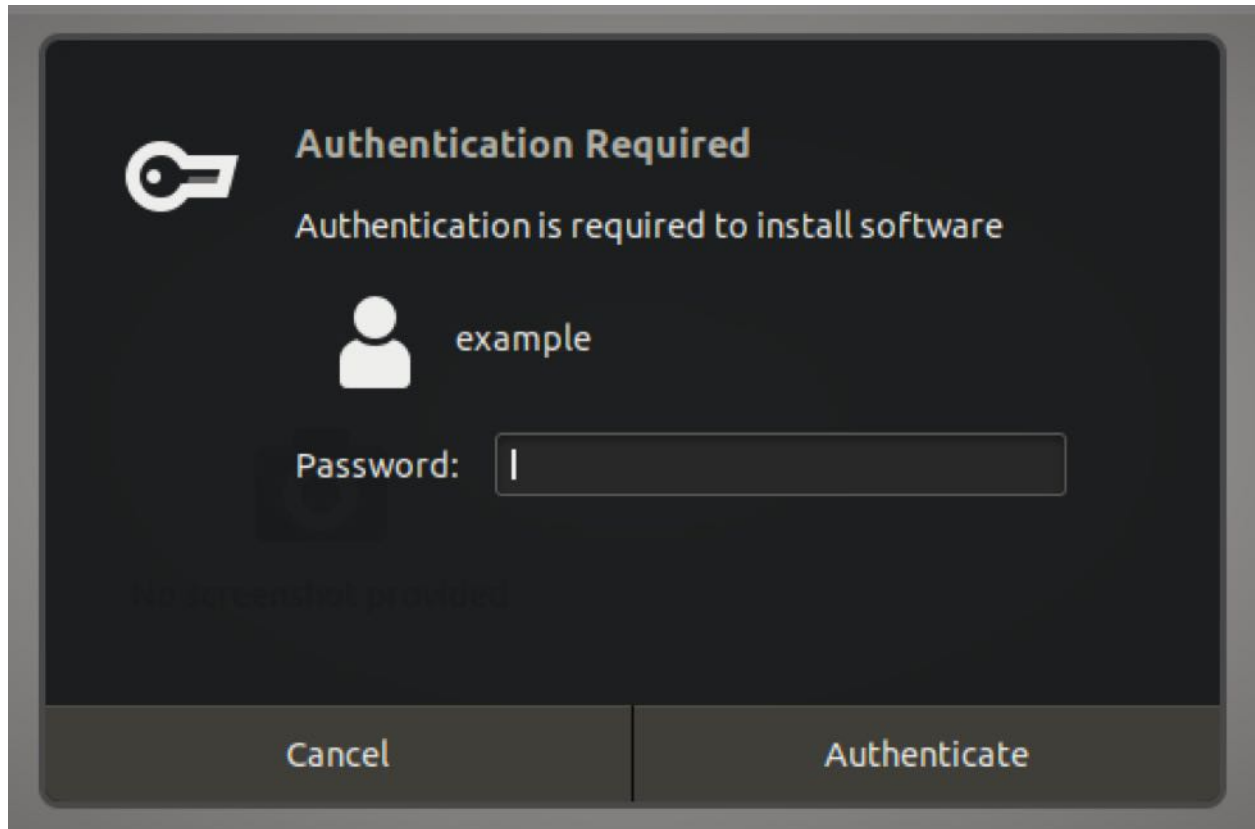 Authentication Required
Authentication is required to install software
example
Password:
No screenshot provided
Cancel
Authenticate